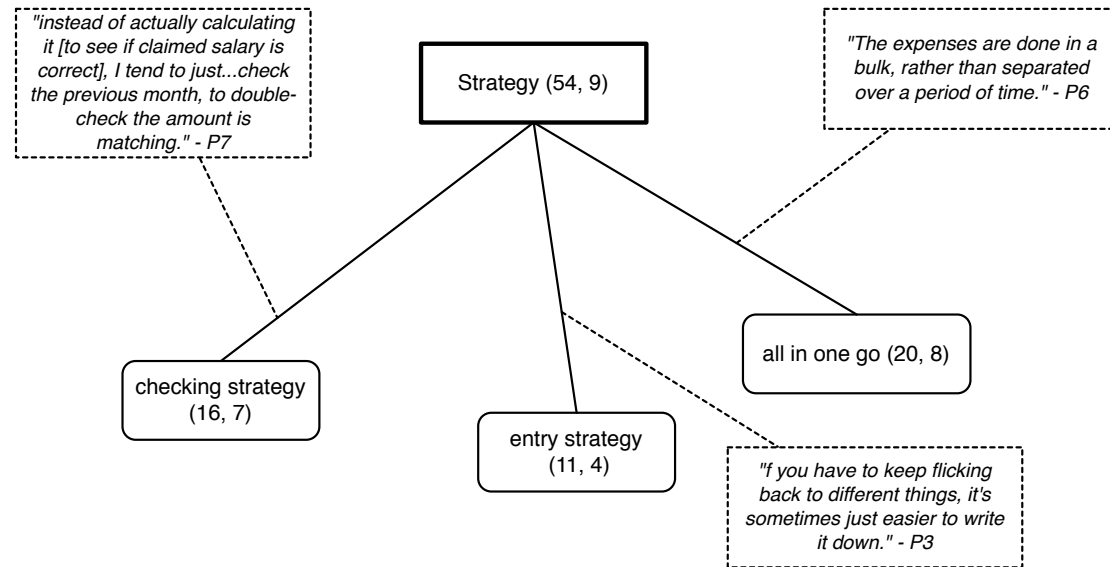 "instead of actually calculating
it [to see if claimed salary is
correct], I tend to just...check
the previous month, to double-
check the amount is
matching." - P7
Strategy (54, 9)
"The expenses are done in a
bulk, rather than separated
over a period of time." - P6
checking strategy
(16, 7)
entry strategy
(11, 4)
all in one go (20, 8)
"f you have to keep flicking
back to different things, it's
sometimes just easier to write
it down." - P3